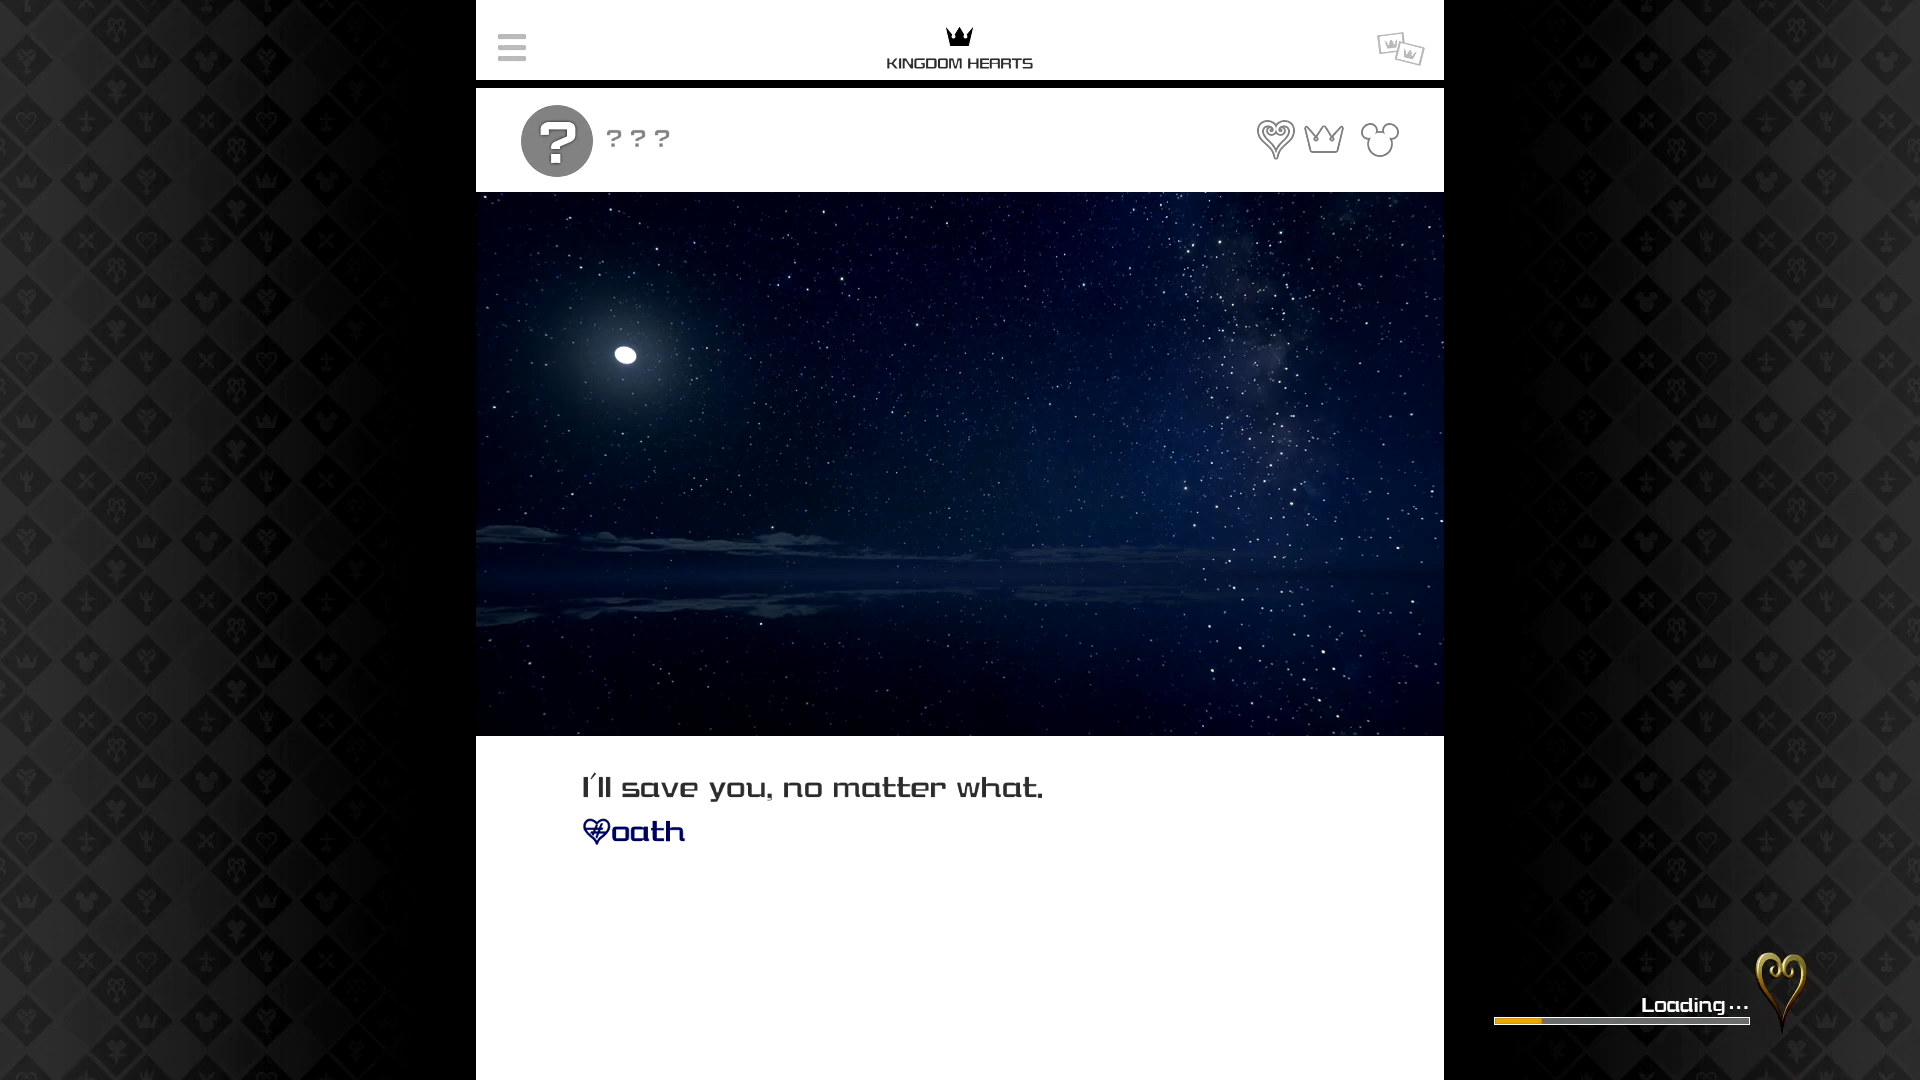 KINGDOM HEARTS
?
? ? ?
I'll save you, no matter what.
#oath
Loading...